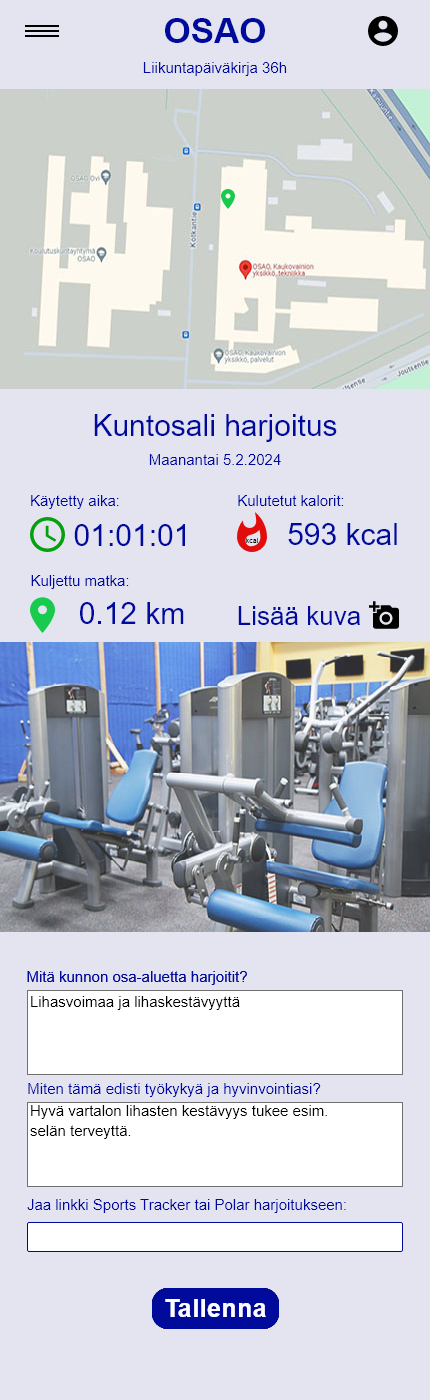 OSAO
Liikuntapäiväkirja 36h
OSAO Ovi
Kotkantie
Koulutuskuntayhtymä
OSAO
OSAO, Kaukovainion
yksikkö, tekniikka
OSAO, Kaukovainion
yksikkö, palvelut
Joutsentie
Joutsentie
Kuntosali harjoitus
Maanantai 5.2.2024
Käytetty aika:
Kulutetut kalorit:
01:01:01
kcal
593 kcal
Kuljettu matka:
0.12 km
Lisää kuva
Mitä kunnon osa-aluetta harjoitit?
Lihasvoimaa ja lihaskestävyyttä
Miten tämä edisti työkykyä ja hyvinvointiasi?
Hyvä vartalon lihasten kestävyys tukee esim.
selän terveyttä.
Jaa linkki Sports Tracker tai Polar harjoitukseen:
Tallenna